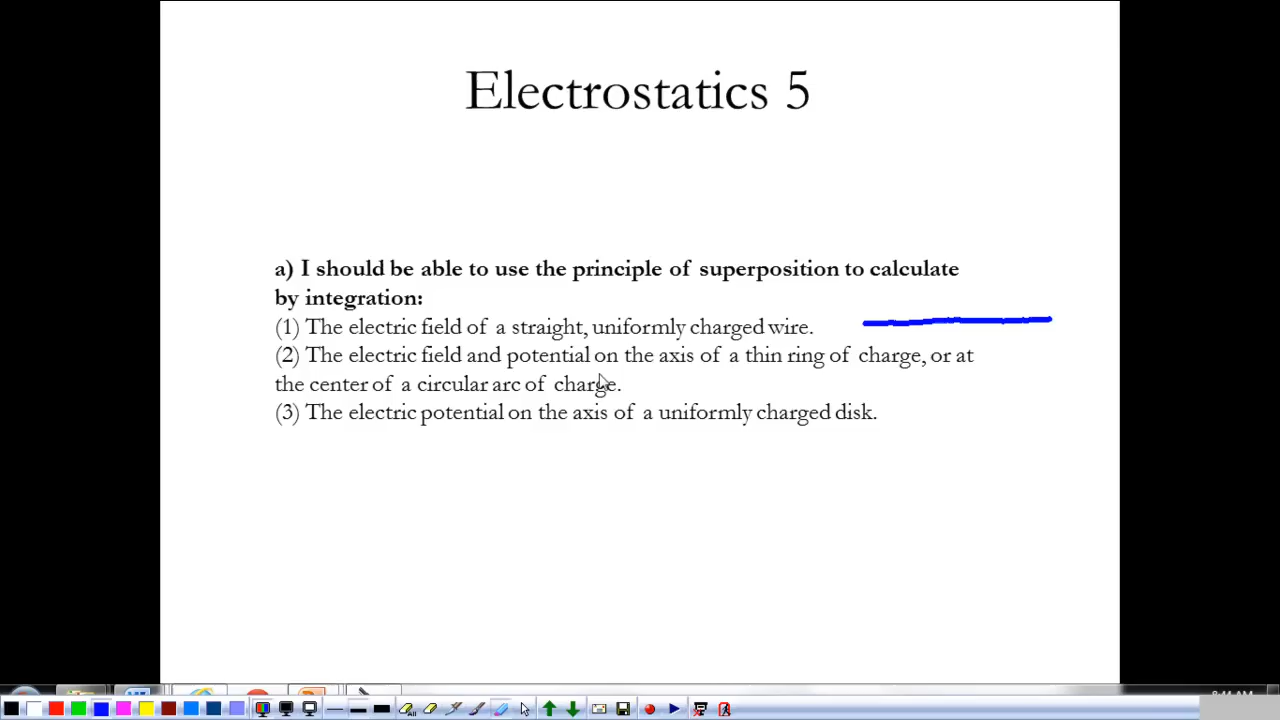 Electrostatics 5
a) I should be able to use the principle of superposition to calculate
by integration:
(1) The electric field of a straight, uniformly charged wire.
(2) The electric field and potential on the axis of a thin ring of charge, or at
the center of a circular arc of charge.
(3) The electric potential on the axis of a uniformly charged disk.